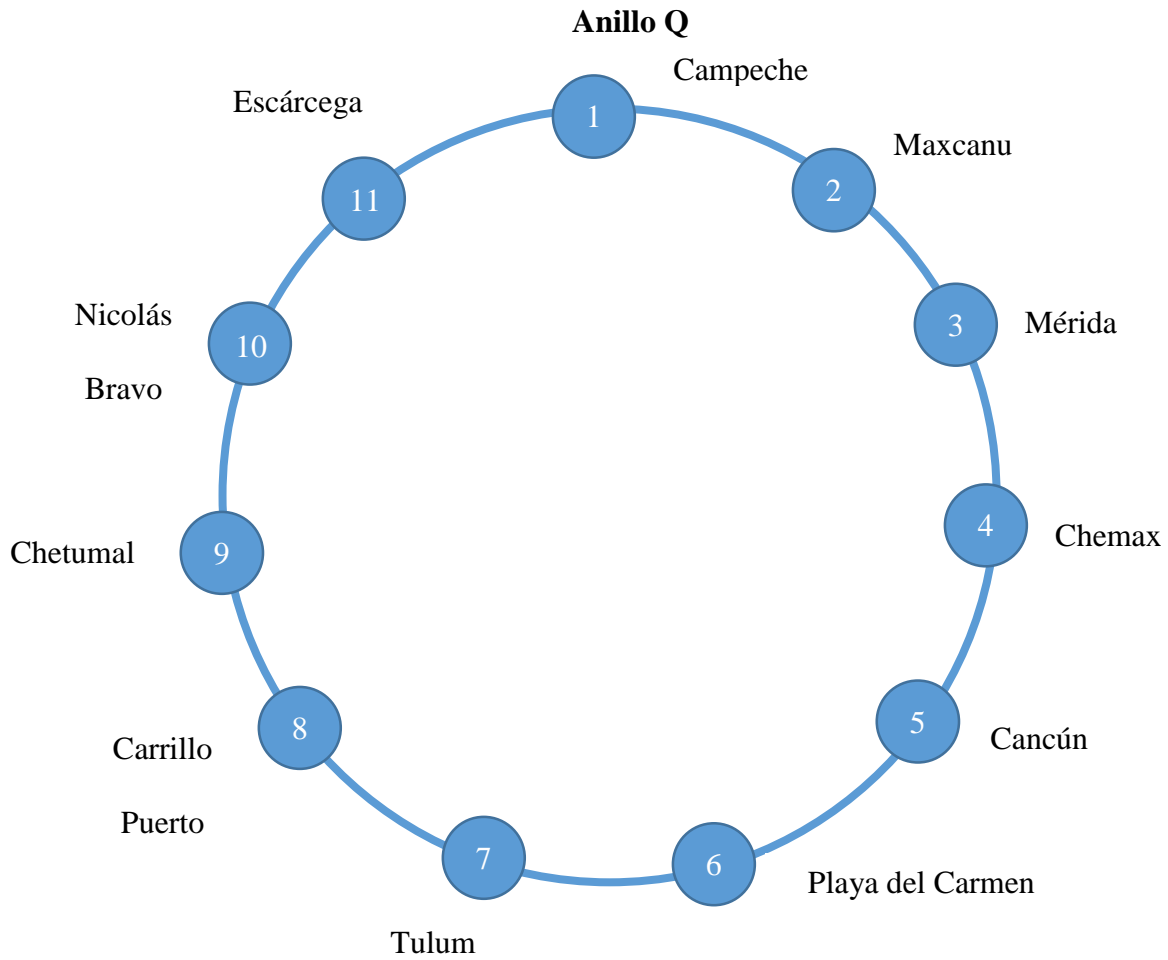 Anillo Q
Campeche
Escárcega
1
Maxcanu
2
11
Nicolás
3
Mérida
10
Bravo
4
Chemax
Chetumal
9
5
Cancún
8
Carrillo
Puerto
7
6
Playa del Carmen
Tulum